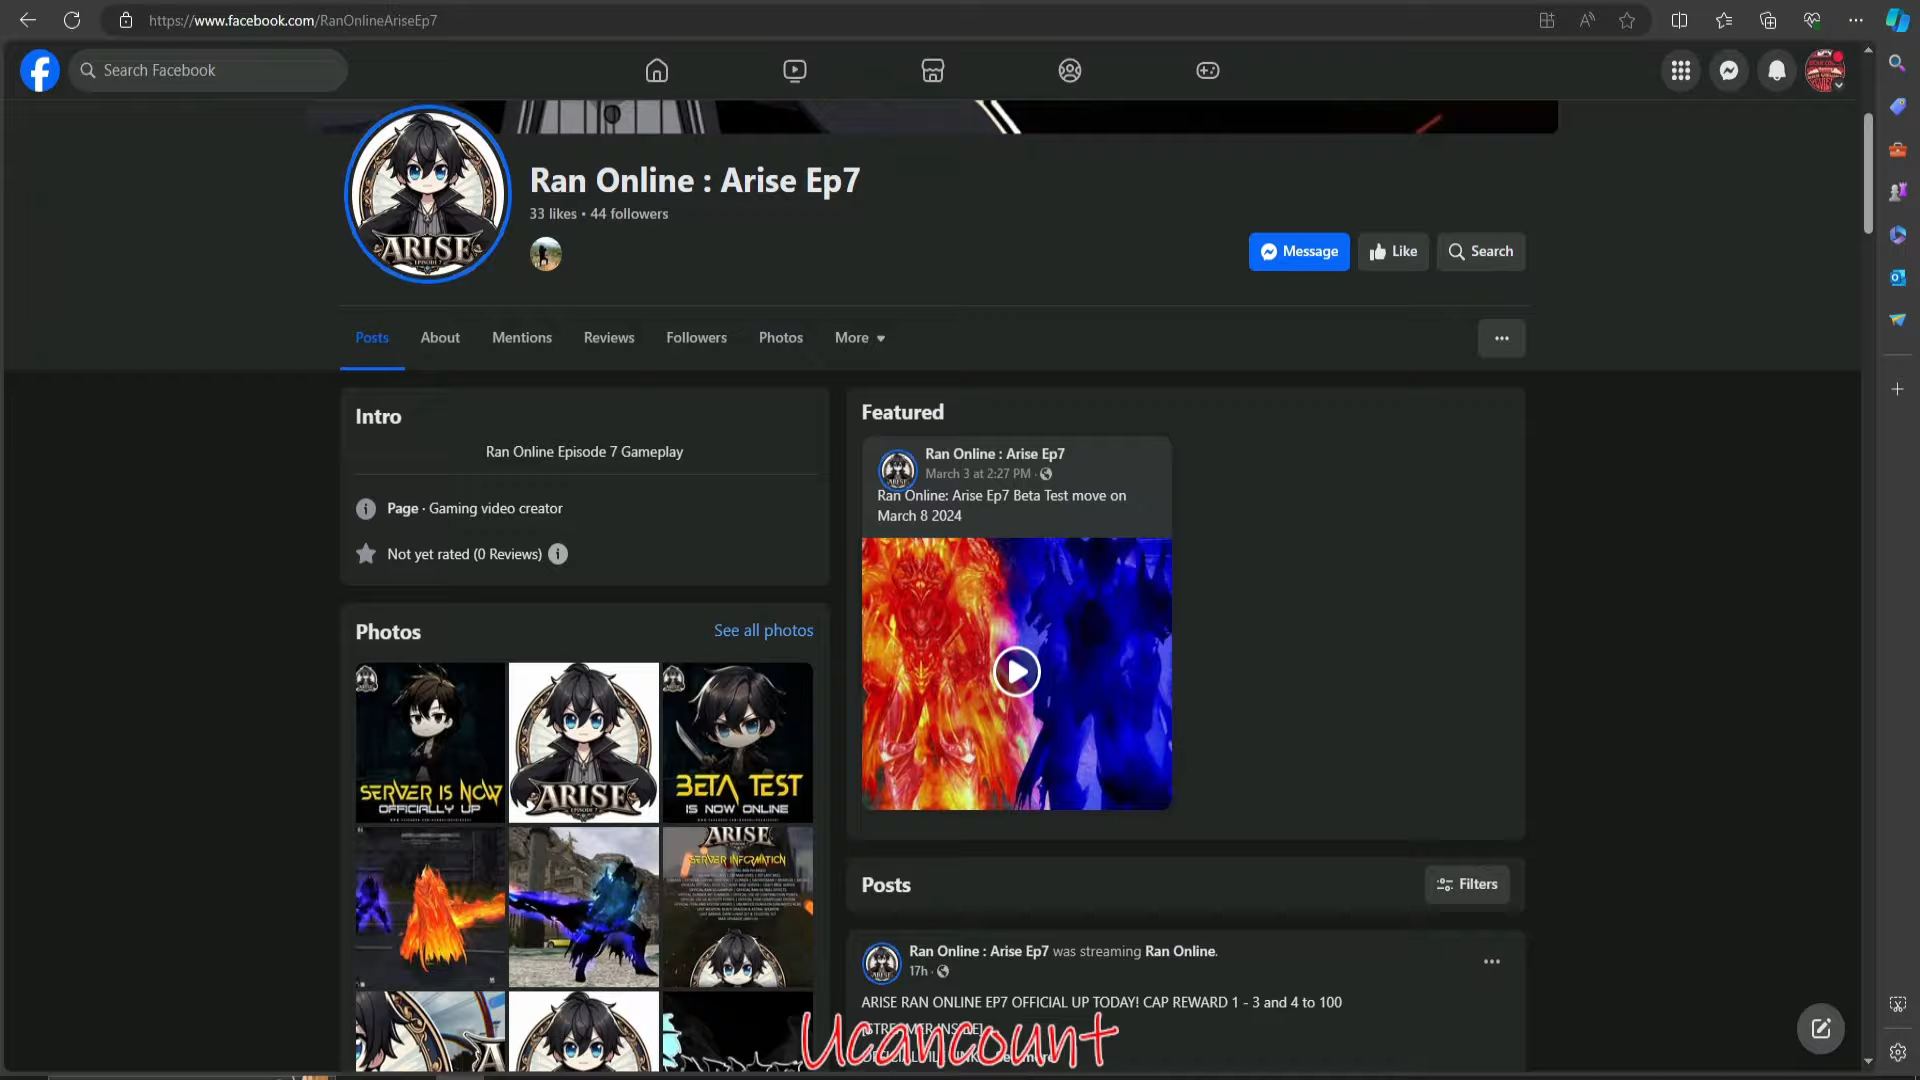 https://www.facebook.com/RanOnlineAriseEp7
Search Facebook
Ran Online : Arise Ep7
33 likes • 44 followers
ARISE
EPISODE 7
Message
Like
Search
Posts
About
Mentions
Reviews
Followers
Photos
More
Intro
Ran Online Episode 7 Gameplay
Page · Gaming video creator
Not yet rated (0 Reviews)
Photos
See all photos
SERVER IS NOW
OFFICIALLY UP
ARISE
EPISODE 7
BETA TEST
IS NOW ONLINE
ARISE
SERVER INFORMATION
Featured
Ran Online : Arise Ep7
March 3 at 2:27 PM ·
Ran Online: Arise Ep7 Beta Test move on
March 8 2024
Posts
Filters
Ran Online : Arise Ep7 was streaming Ran Online.
17h ·
ARISE RAN ONLINE EP7 OFFICIAL UP TODAY! CAP REWARD 1 - 3 and 4 to 100
Ucancount